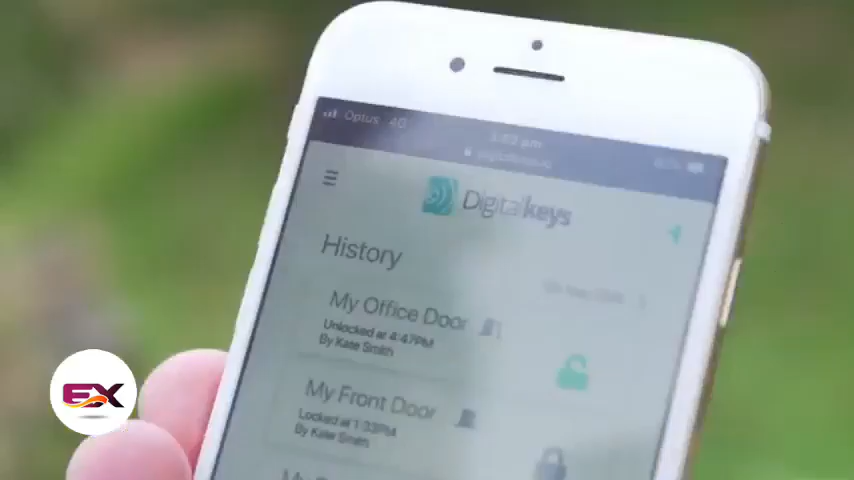 Optus 4G
Digitalkeys
History
My Office Door
Unlocked at 4:47PM
By Kate Smith
My Front Door
Locked at 1:33PM
By Kate Smith
EX